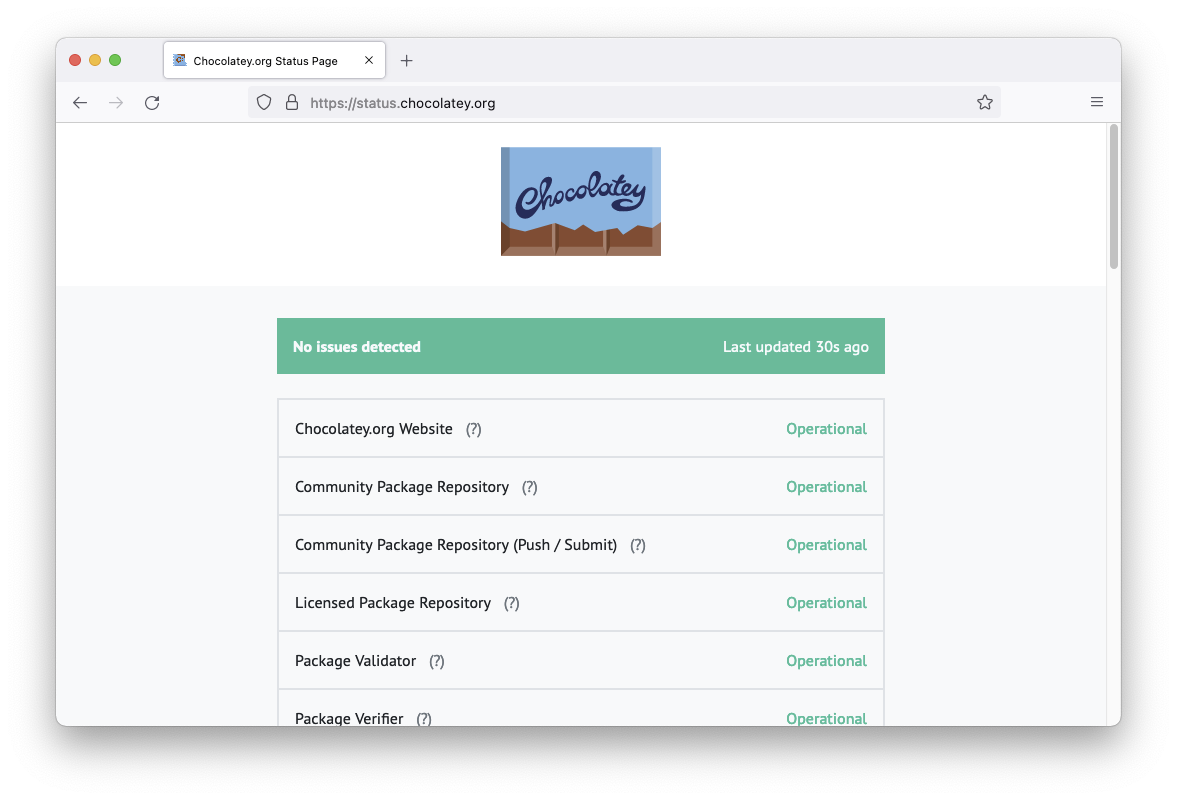 Chocolatey.org Status Page
https://status.chocolatey.org
Chocolatey
No issues detected Last updated 30s ago
Chocolatey.org Website (?) Operational
Community Package Repository (?) Operational
Community Package Repository (Push / Submit) (?) Operational
Licensed Package Repository (?) Operational
Package Validator (?) Operational
Package Verifier (?) Operational